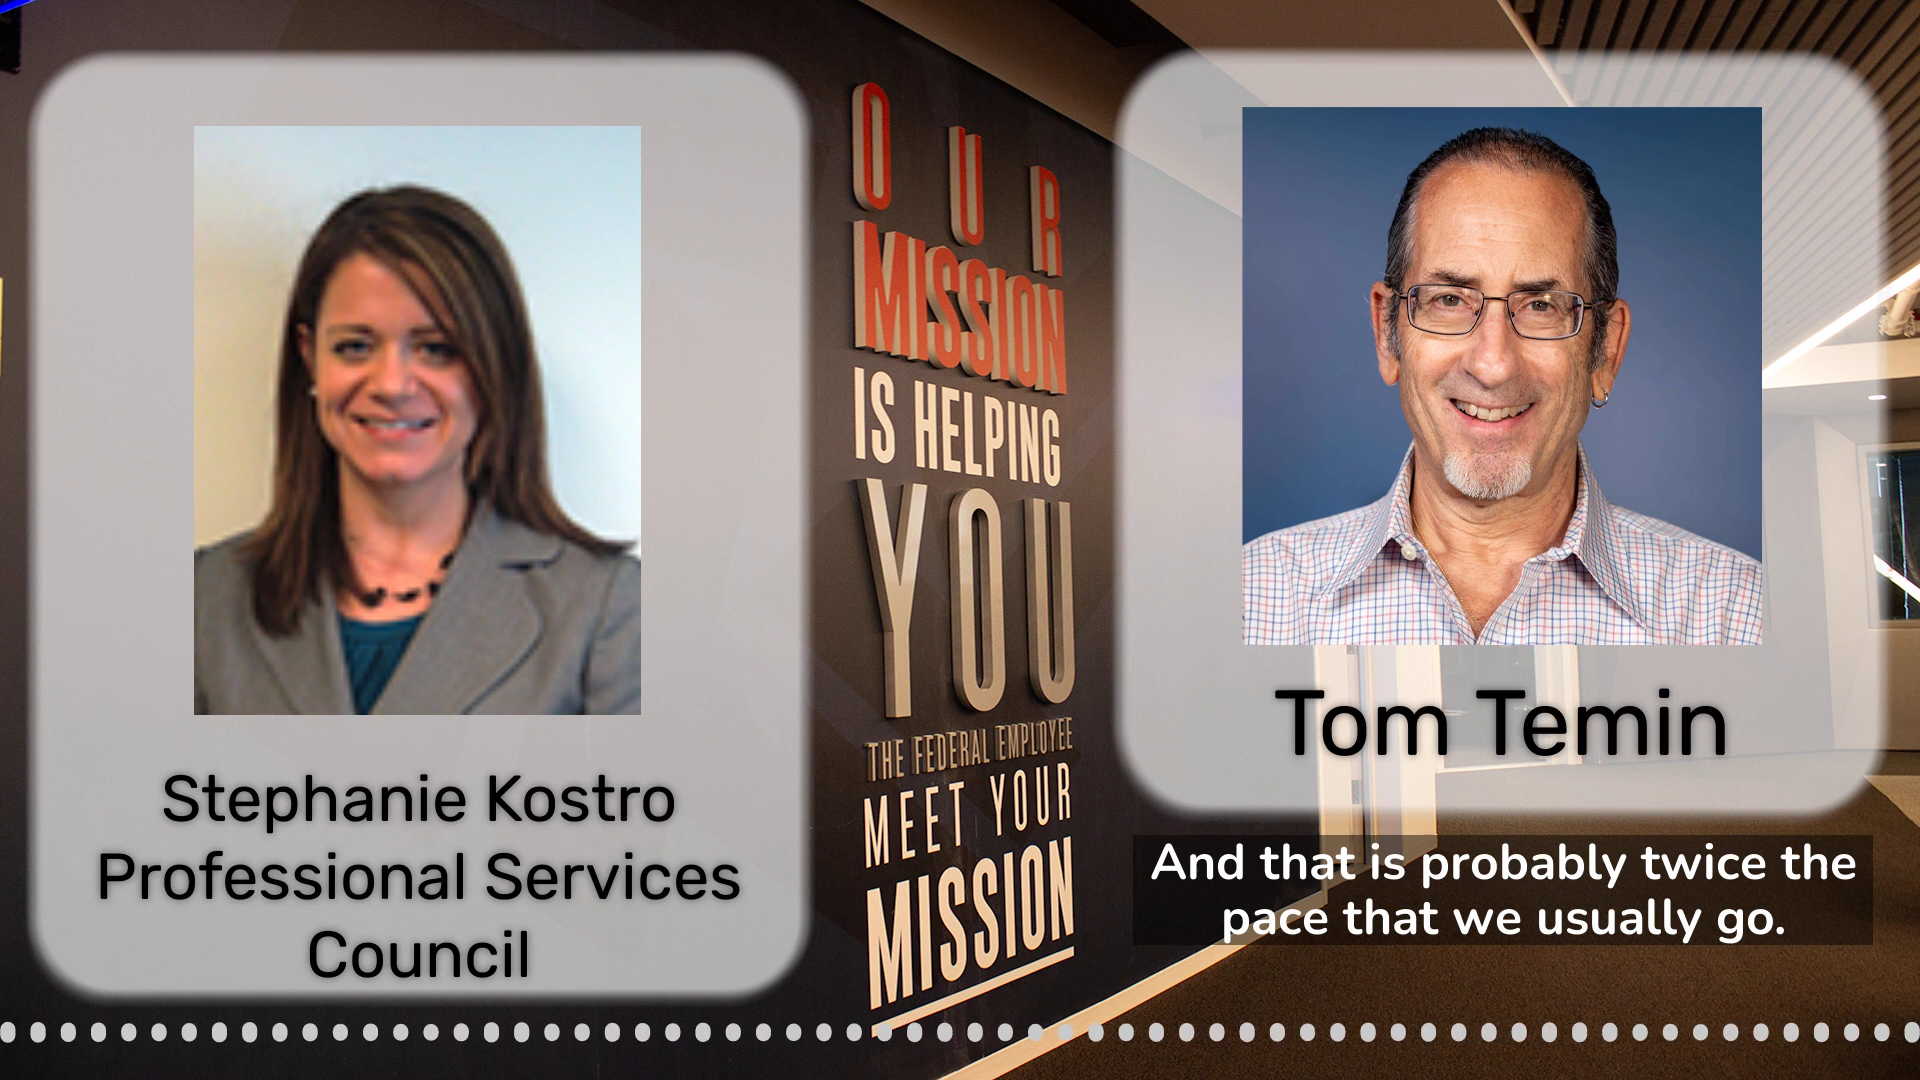 Stephanie Kostro
Professional Services
Council
OUR
MISSION
IS HELPING
YOU
THE FEDERAL EMPLOYEE
MEET YOUR
MISSION
Tom Temin
And that is probably twice the
pace that we usually go.